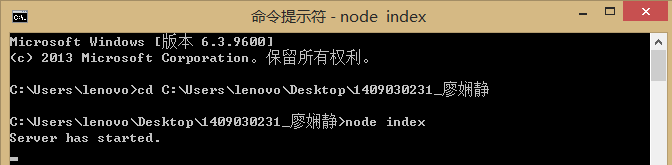 命令提示符 - node index
Microsoft Windows [版本 6.3.9600]
(c) 2013 Microsoft Corporation。保留所有权利。
C:\Users\lenovo>cd C:\Users\lenovo\Desktop\1409030231_廖娴静
C:\Users\lenovo\Desktop\1409030231_廖娴静>node index
Server has started.